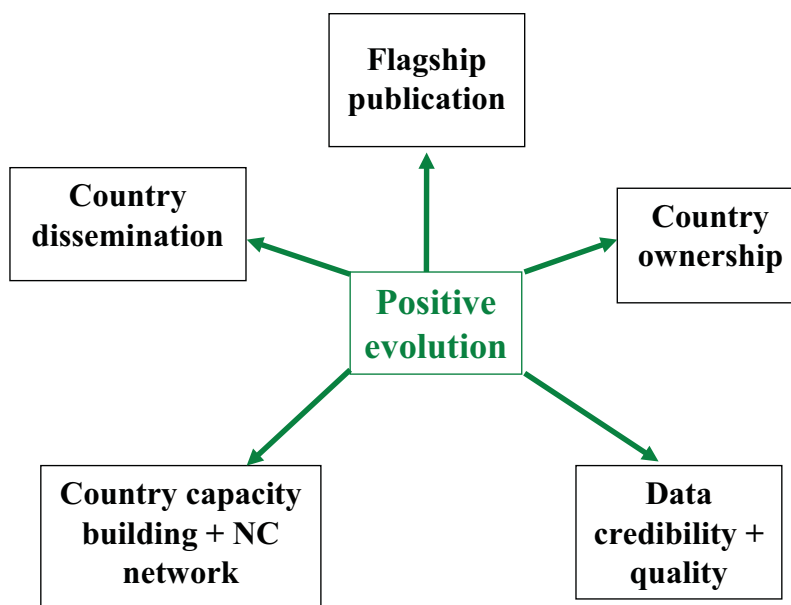 Flagship
publication
Country
dissemination
Country
ownership
Positive
evolution
Country capacity
building + NC
network
Data
credibility +
quality